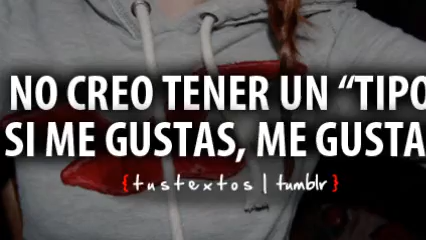 NO CREO TENER UN “TIPO
SI ME GUSTAS, ME GUSTA
{tustextos | tumblr}